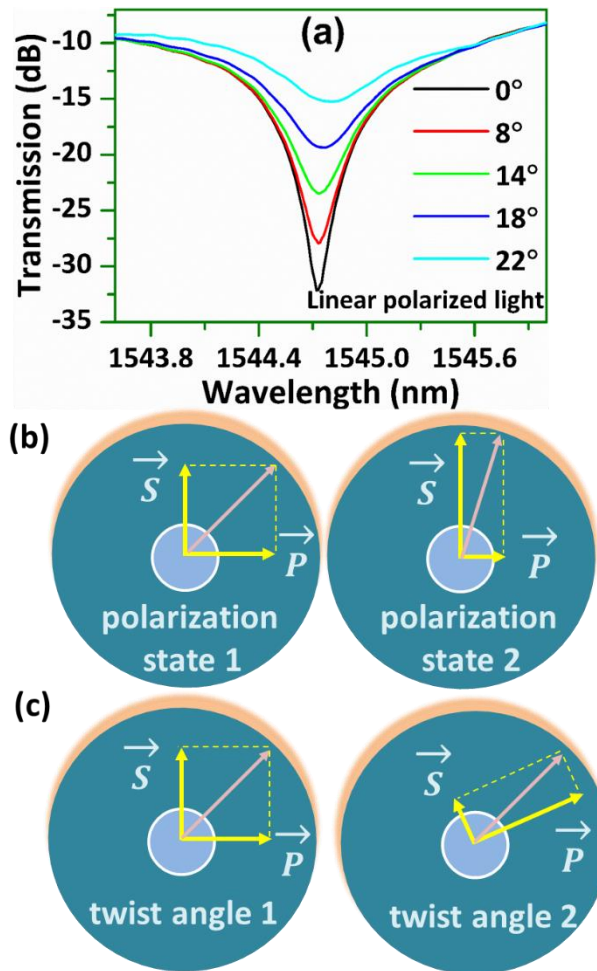 (a)
Transmission (dB)
-10
-15
-20
-25
-30
-35
0°
8°
14°
18°
22°
Linear polarized light
1543.8 1544.4 1545.0 1545.6
Wavelength (nm)
(b)
S
P
polarization
state 1
S
P
polarization
state 2
(c)
S
P
twist angle 1
S
P
twist angle 2